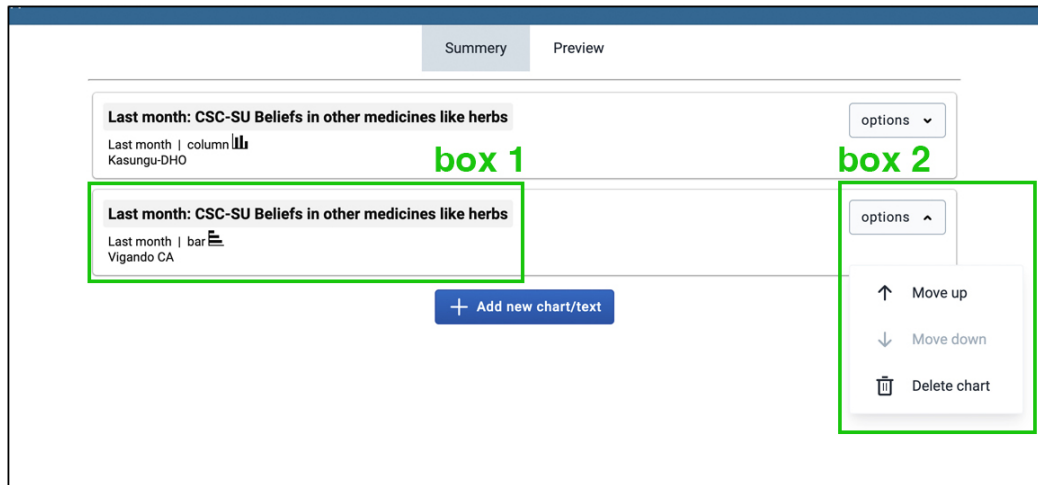 Summery Preview
Last month: CSC-SU Beliefs in other medicines like herbs
options
Last month | column
Kasungu-DHO
box 1
box 2
Last month: CSC-SU Beliefs in other medicines like herbs
options
Last month | bar
Vigando CA
Move up
+ Add new chart/text
Move down
Delete chart